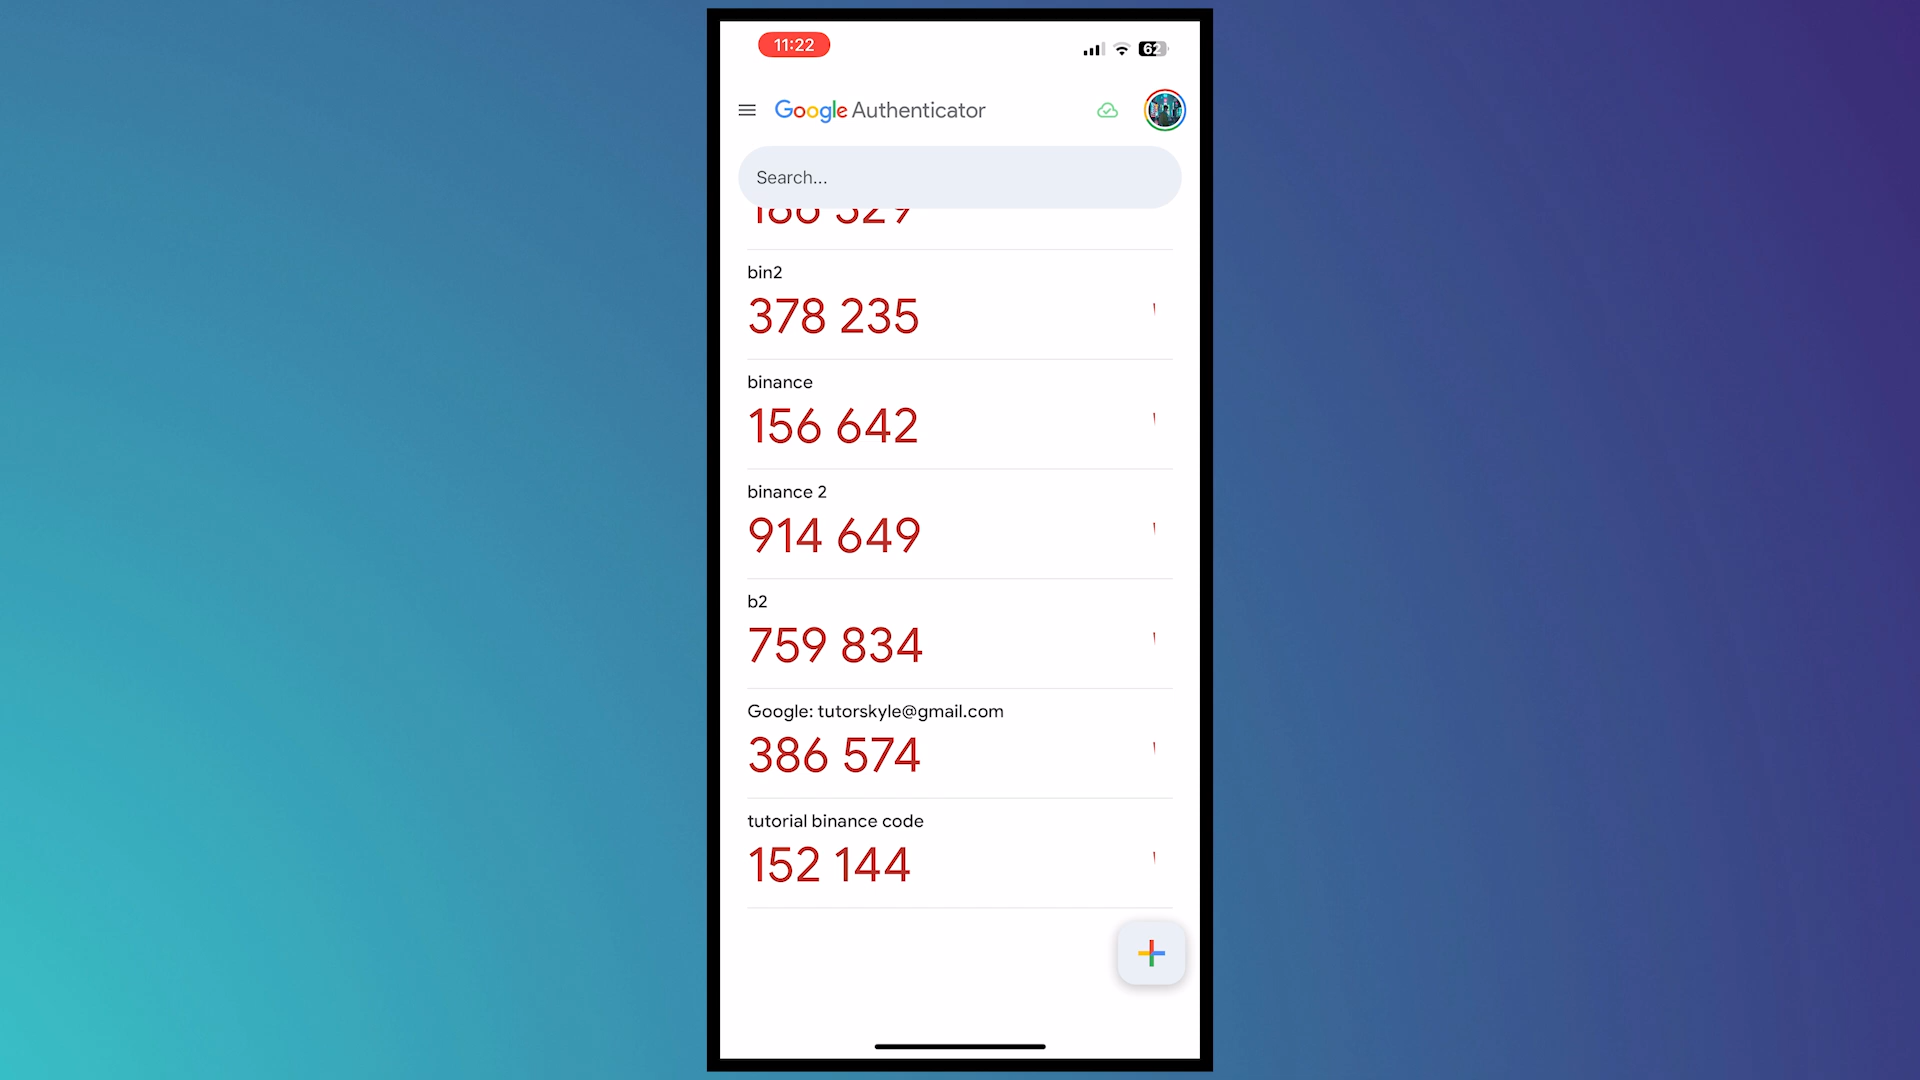 11:22
62
Google Authenticator
Search...
bin2
378 235
binance
156 642
binance 2
914 649
b2
759 834
Google: tutorskyle@gmail.com
386 574
tutorial binance code
152 144